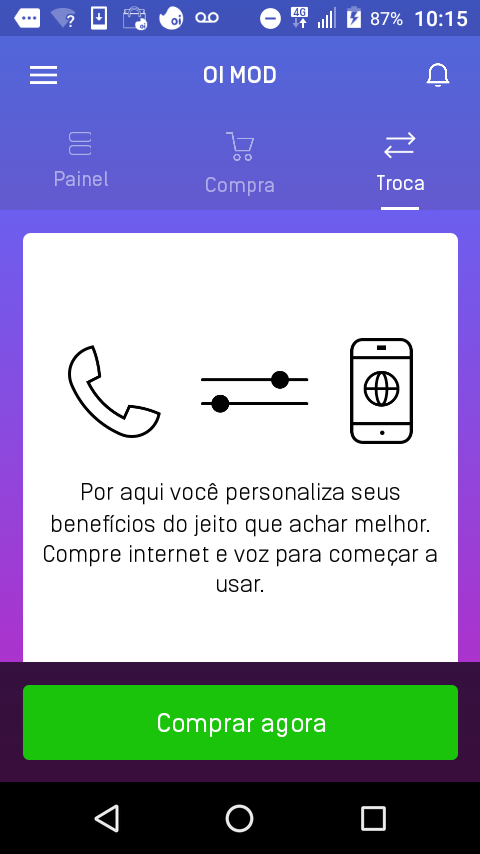 4G 87% 10:15
OI MOD
Painel
Compra
Troca
Por aqui você personaliza seus
benefícios do jeito que achar melhor.
Compre internet e voz para começar a
usar.
Comprar agora